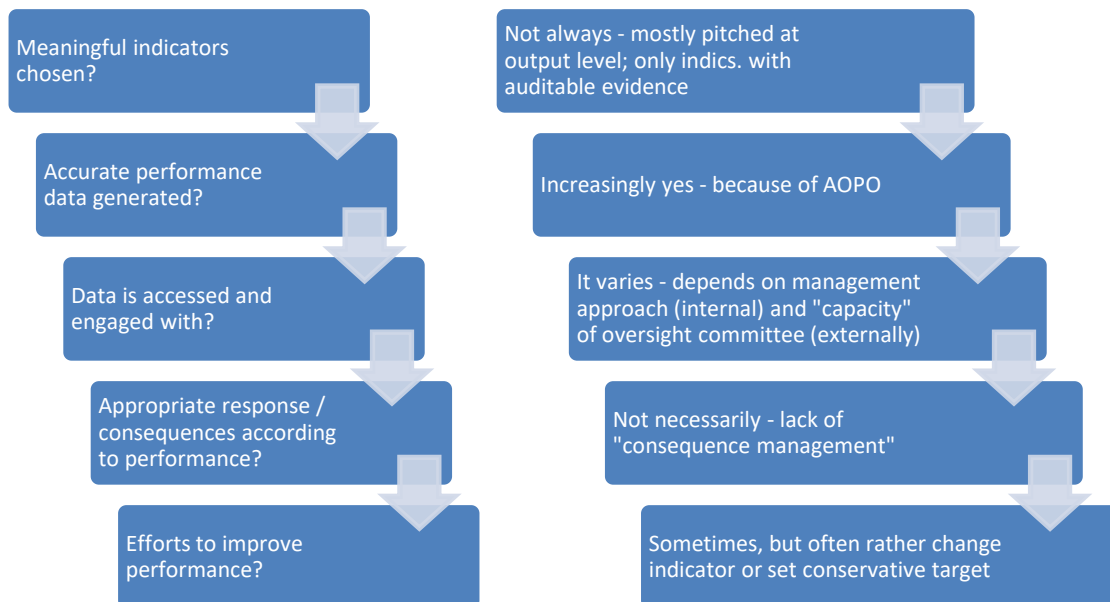 Meaningful indicators
chosen?
Accurate performance
data generated?
Data is accessed and
engaged with?
Appropriate response /
consequences according
to performance?
Efforts to improve
performance?
Not always - mostly pitched at
output level; only indics. with
auditable evidence
Increasingly yes - because of AOPO
It varies - depends on management
approach (internal) and "capacity"
of oversight committee (externally)
Not necessarily - lack of
"consequence management"
Sometimes, but often rather change
indicator or set conservative target